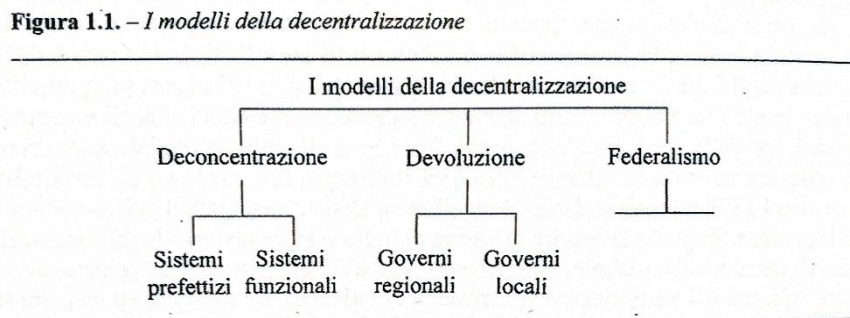 Figura 1.1. – I modelli della decentralizzazione
I modelli della decentralizzazione
Deconcentrazione
Devoluzione
Federalismo
Sistemi
prefettizi
Sistemi
funzionali
Governi
regionali
Governi
locali